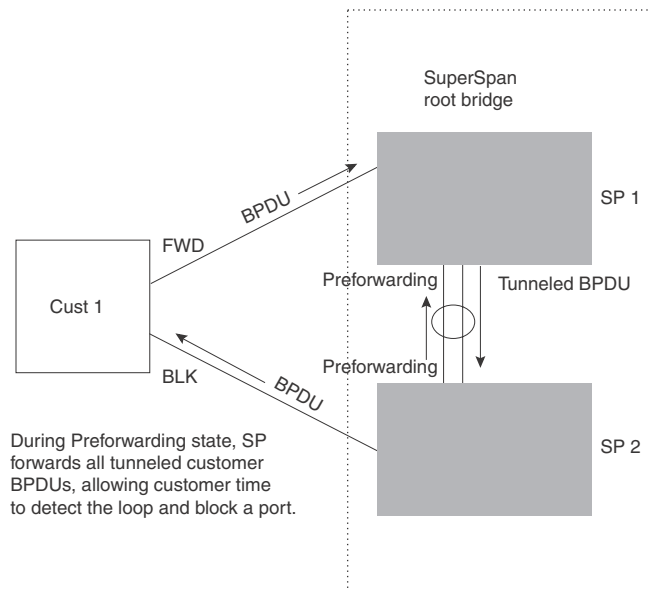 SuperSpan
root bridge
SP 1
BPDU
FWD
Cust 1
Preforwarding
Tunneled BPDU
Preforwarding
BLK
BPDU
SP 2
During Preforwarding state, SP
forwards all tunneled customer
BPDUs, allowing customer time
to detect the loop and block a port.